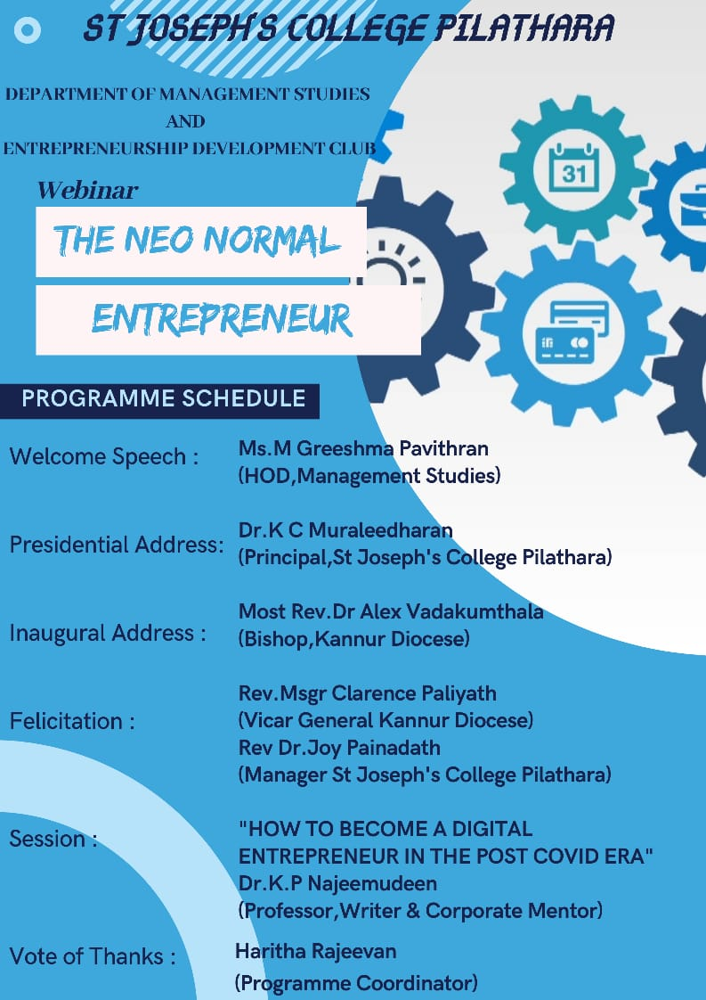 ST JOSEPH'S COLLEGE PILATHARA
DEPARTMENT OF MANAGEMENT STUDIES
AND
ENTREPRENEURSHIP DEVELOPMENT CLUB
Webinar
THE NEO NORMAL
ENTREPRENEUR
31
PROGRAMME SCHEDULE
Welcome Speech :
Ms.M Greeshma Pavithran
(HOD,Management Studies)
Presidential Address:
Dr.K C Muraleedharan
(Principal,St Joseph's College Pilathara)
Inaugural Address :
Most Rev.Dr Alex Vadakumthala
(Bishop,Kannur Diocese)
Felicitation :
Rev.Msgr Clarence Paliyath
(Vicar General Kannur Diocese)
Rev Dr.Joy Painadath
(Manager St Joseph's College Pilathara)
Session :
"HOW TO BECOME A DIGITAL
ENTREPRENEUR IN THE POST COVID ERA"
Dr.K.P Najeemudeen
(Professor,Writer & Corporate Mentor)
Vote of Thanks :
Haritha Rajeevan
(Programme Coordinator)